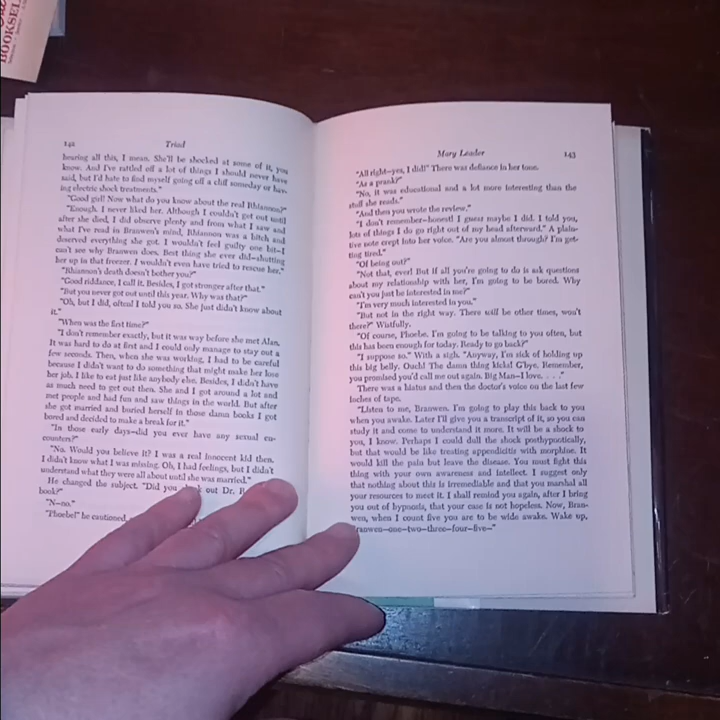 BOOKSEL
142 Triad
hearing all this, I mean. She'll be shocked at some of it, you
know. And I've rattled off a lot of things I should never have
said, but I'd hate to find myself going off a cliff someday or hav-
ing electric shock treatments."
"Good gull Now what do you know about the real Rhiannon?"
"Enough. I never liked her. Although I couldn't get out until
after she died, I did observe plenty and from what I saw and
what I've read in Branwen's mind, Rhiannon was a bitch and
deserved everything she got. I wouldn't feel guilty one bit—I
can't see why Branwen does. Best thing she ever did—shutting
her up in that freezer. I wouldn't even have tried to rescue her."
"Rhiannon's death doesn't bother you?"
"Good riddance, I call it. Besides, I got stronger after that."
"But you never got out until this year. Why was that?"
"Oh, but I did, often! I told you so. She just didn't know about
it."
"When was the first time?"
"I don't remember exactly, but it was way before she met Alan.
It was hard to do at first and I could only manage to stay out a
few seconds. Then, when she was working, I had to be careful
because I didn't want to do something that might make her lose
her job. I like to eat just like anybody else. Besides, I didn't have
as much need to get out then. She and I got around a lot and
met people and had fun and saw things in the world. But after
she got married and buried herself in those damn books I got
bored and decided to make a break for it."
"In those early days—did you ever have any sexual en-
counters?"
"No. Would you believe it? I was a real innocent kid then.
I didn't know what I was missing. Oh, I had feelings, but I didn't
understand what they were all about until she was married."
He changed the subject. "Did you out Dr.
book?"
"N—no."
"Phoebe!" he cautioned
Mary Leader 143
"All right—yes, I did!" There was defiance in her tone.
"As a prank?"
"No, it was educational and a lot more interesting than the
stuff she reads."
"And then you wrote the review."
"I don't remember—honest! I guess maybe I did. I told you,
lots of things I do go right out of my head afterward." A plain-
tive note crept into her voice. "Are you almost through? I'm get-
ting tired."
"Of being out?"
"Not that, ever! But if all you're going to do is ask questions
about my relationship with her, I'm going to be bored. Why
can't you just be interested in me?"
"I'm very much interested in you."
"But not in the right way. There will be other times, won't
there?" Wistfully.
"Of course, Phoebe. I'm going to be talking to you often, but
this has been enough for today. Ready to go back?"
"I suppose so." With a sigh. "Anyway, I'm sick of holding up
this big belly. Ouch! The damn thing kicks! G'bye. Remember,
you promised you'd call me out again. Big Man—I love. . . ."
There was a hiatus and then the doctor's voice on the last few
inches of tape.
"Listen to me, Branwen. I'm going to play this back to you
when you awake. Later I'll give you a transcript of it, so you can
study it and come to understand it more. It will be a shock to
you, I know. Perhaps I could dull the shock posthypnotically,
but that would be like treating appendicitis with morphine. It
would kill the pain but leave the disease. You must fight this
thing with your own awareness and intellect. I suggest only
that nothing about this is irremediable and that you marshal all
your resources to meet it. I shall remind you again, after I bring
you out of hypnosis, that your case is not hopeless. Now, Bran-
wen, when I count five you are to be wide awake. Wake up,
Branwen—one—two—three—four—five—"